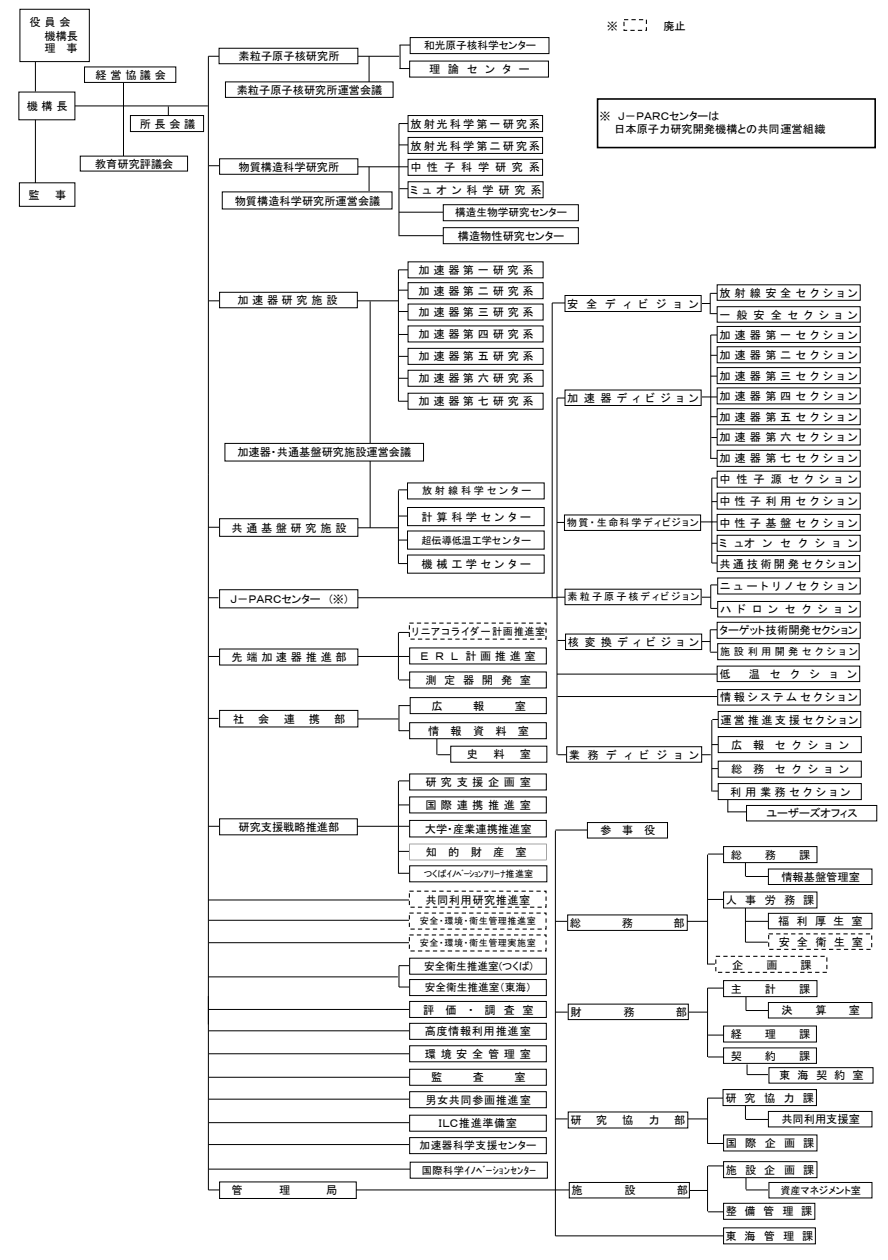 役員会
機構長
理　事
経営協議会
機構長
所長会議
教育研究評議会
監　事
※　廃止
※　J－PARCセンターは
日本原子力研究開発機構との共同運営組織
素粒子原子核研究所
素粒子原子核研究所運営会議
和光原子核科学センター
理論センター
物質構造科学研究所
物質構造科学研究所運営会議
放射光科学第一研究系
放射光科学第二研究系
中性子科学研究系
ミュオン科学研究系
構造生物学研究センター
構造物性研究センター
加速器研究施設
加速器第一研究系
加速器第二研究系
加速器第三研究系
加速器第四研究系
加速器第五研究系
加速器第六研究系
加速器第七研究系
加速器・共通基盤研究施設運営会議
共通基盤研究施設
放射線科学センター
計算科学センター
超伝導低温工学センター
機械工学センター
J－PARCセンター（※）
安全ディビジョン
放射線安全セクション
一般安全セクション
加速器ディビジョン
加速器第一セクション
加速器第二セクション
加速器第三セクション
加速器第四セクション
加速器第五セクション
加速器第六セクション
加速器第七セクション
物質・生命科学ディビジョン
中性子源セクション
中性子利用セクション
中性子基盤セクション
ミュオンセクション
共通技術開発セクション
素粒子原子核ディビジョン
ニュートリノセクション
ハドロンセクション
核変換ディビジョン
ターゲット技術開発セクション
施設利用開発セクション
低温セクション
情報システムセクション
業務ディビジョン
運営推進支援セクション
広報セクション
総務セクション
利用業務セクション
ユーザーズオフィス
先端加速器推進部
リニアコライダー計画推進室
ERL計画推進室
測定器開発室
社会連携部
広報室
情報資料室
史料室
研究支援戦略推進部
研究支援企画室
国際連携推進室
大学・産業連携推進室
知的財産室
つくばイノベーションアリーナ推進室
共同利用研究推進室
安全・環境・衛生管理推進室
安全・環境・衛生管理実施室
安全衛生推進室(つくば)
安全衛生推進室(東海)
評価・調査室
高度情報利用推進室
環境安全管理室
監査室
男女共同参画推進室
ILC推進準備室
加速器科学支援センター
国際科学イノベーションセンター
管理局
参事役
総務部
総務課
情報基盤管理室
人事労務課
福利厚生室
安全衛生室
企画課
財務部
主計課
決算室
経理課
契約課
東海契約室
研究協力部
研究協力課
共同利用支援室
国際企画課
施設部
施設企画課
資産マネジメント室
整備管理課
東海管理課